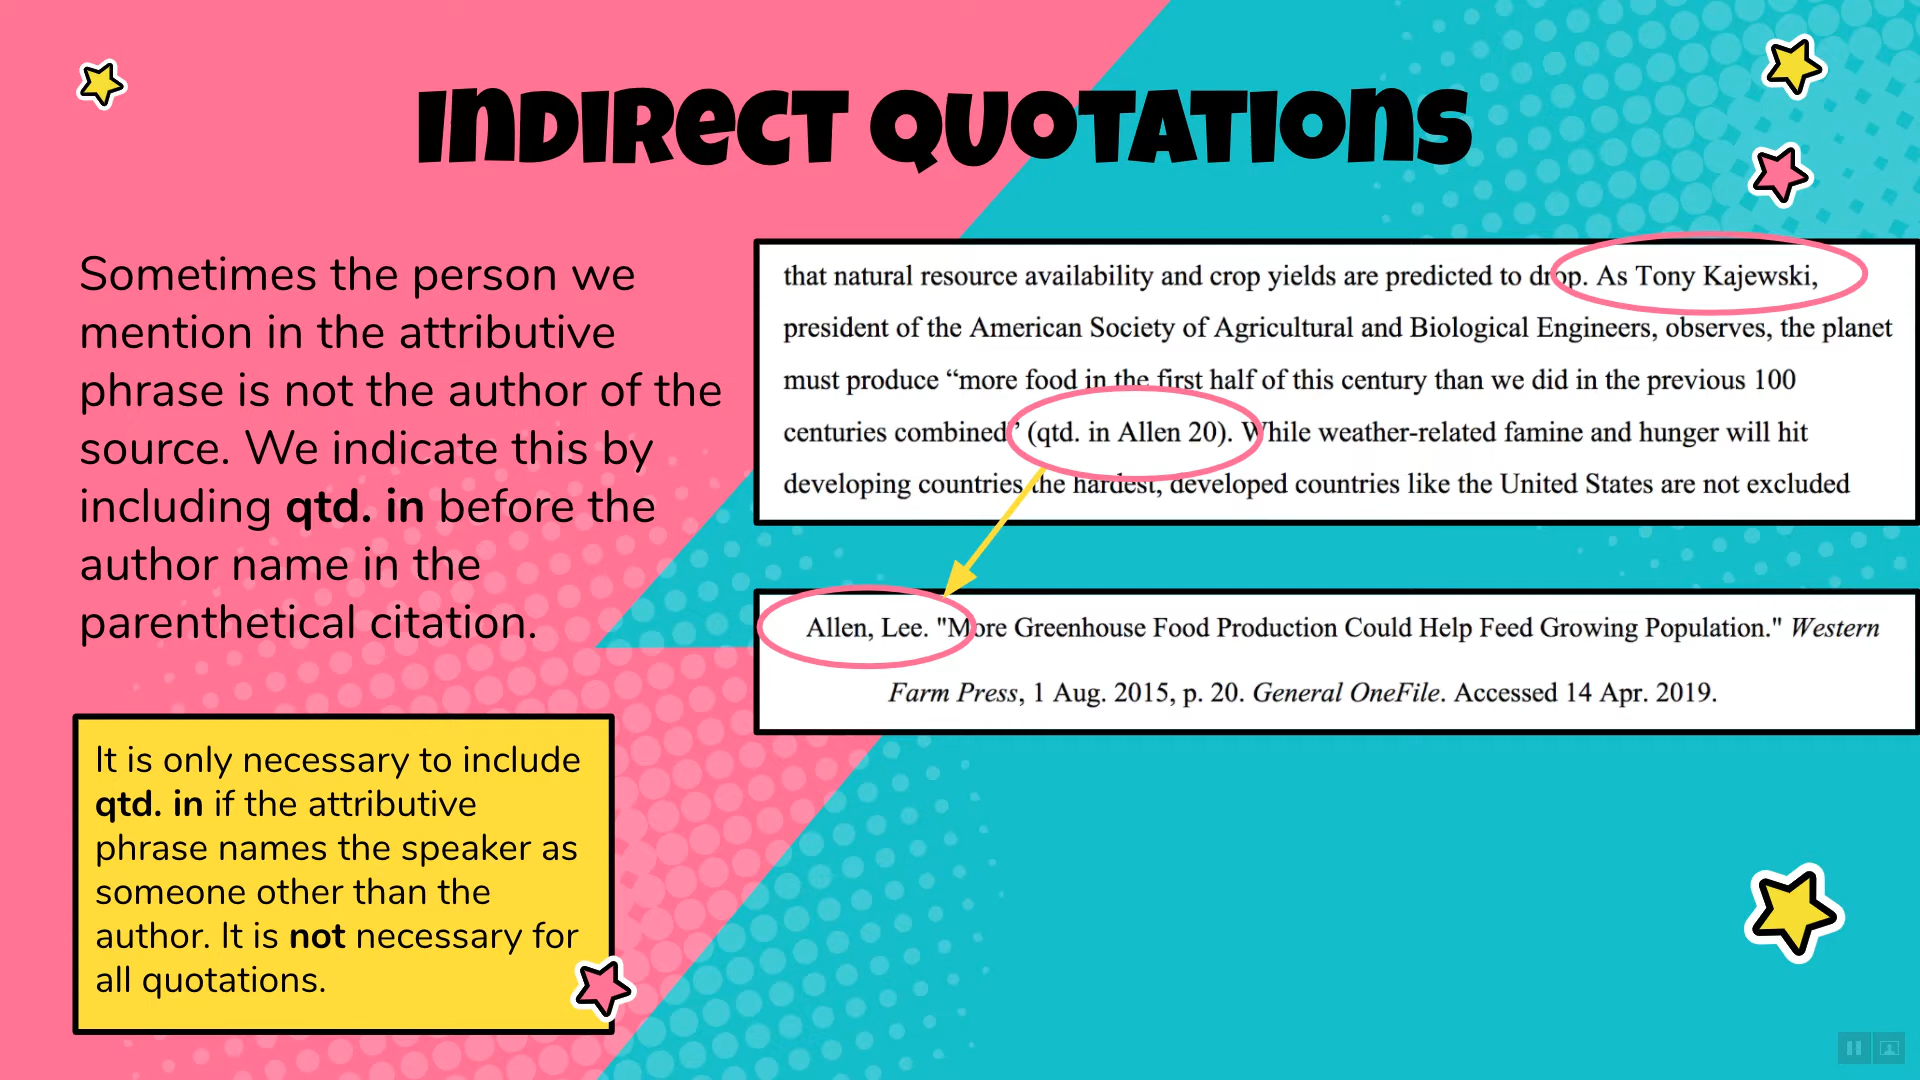 INDIRECT QUOTATIONS
Sometimes the person we
mention in the attributive
phrase is not the author of the
source. We indicate this by
including qtd. in before the
author name in the
parenthetical citation.
It is only necessary to include
qtd. in if the attributive
phrase names the speaker as
someone other than the
author. It is not necessary for
all quotations.
that natural resource availability and crop yields are predicted to drop. As Tony Kajewski,
president of the American Society of Agricultural and Biological Engineers, observes, the planet
must produce “more food in the first half of this century than we did in the previous 100
centuries combined” (qtd. in Allen 20). While weather-related famine and hunger will hit
developing countries the hardest, developed countries like the United States are not excluded
Allen, Lee. "More Greenhouse Food Production Could Help Feed Growing Population." Western
Farm Press, 1 Aug. 2015, p. 20. General OneFile. Accessed 14 Apr. 2019.